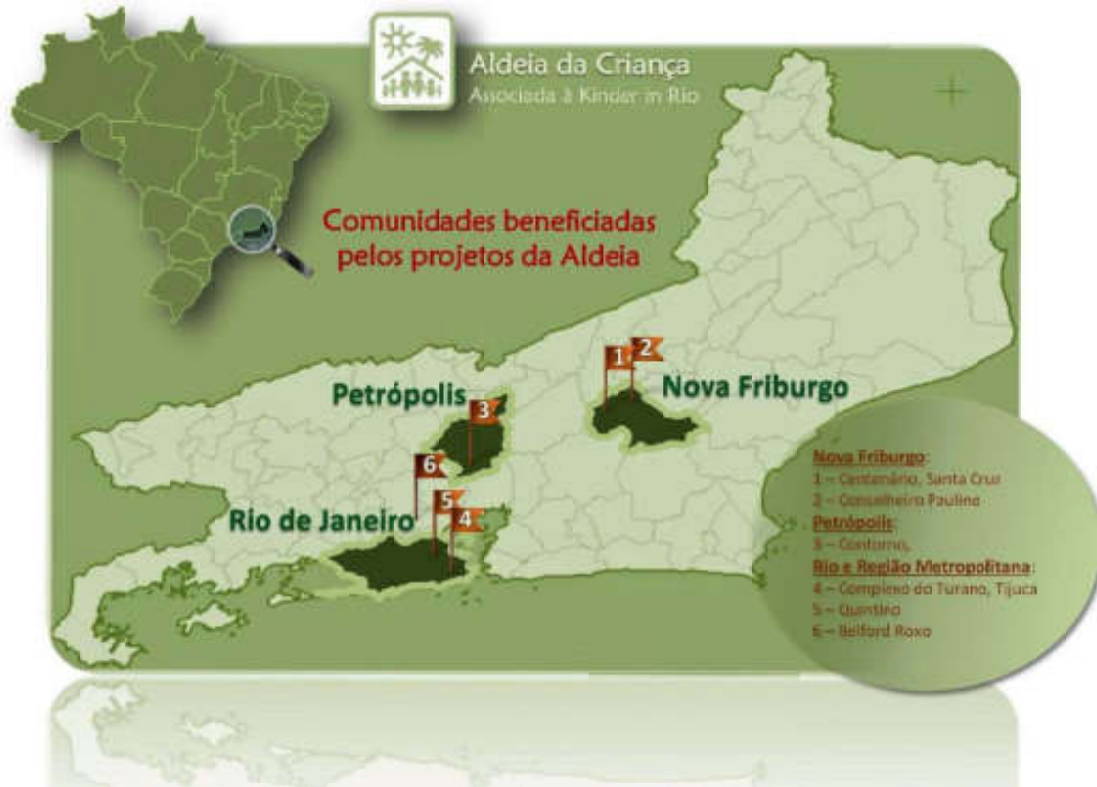 Aldeia da Criança
Associada à Kinder in Rio
Comunidades beneficiadas
pelos projetos da Aldeia
1
2
Petrópolis
Nova Friburgo
3
6
5
Rio de Janeiro
4
Nova Friburgo:
1 – Centenário, Santa Cruz
2 – Conselheiro Paulino
Petrópolis:
3 – Contorno,
Rio e Região Metropolitana:
4 – Complexo do Turano, Tijuca
5 – Quintino
6 – Belford Roxo